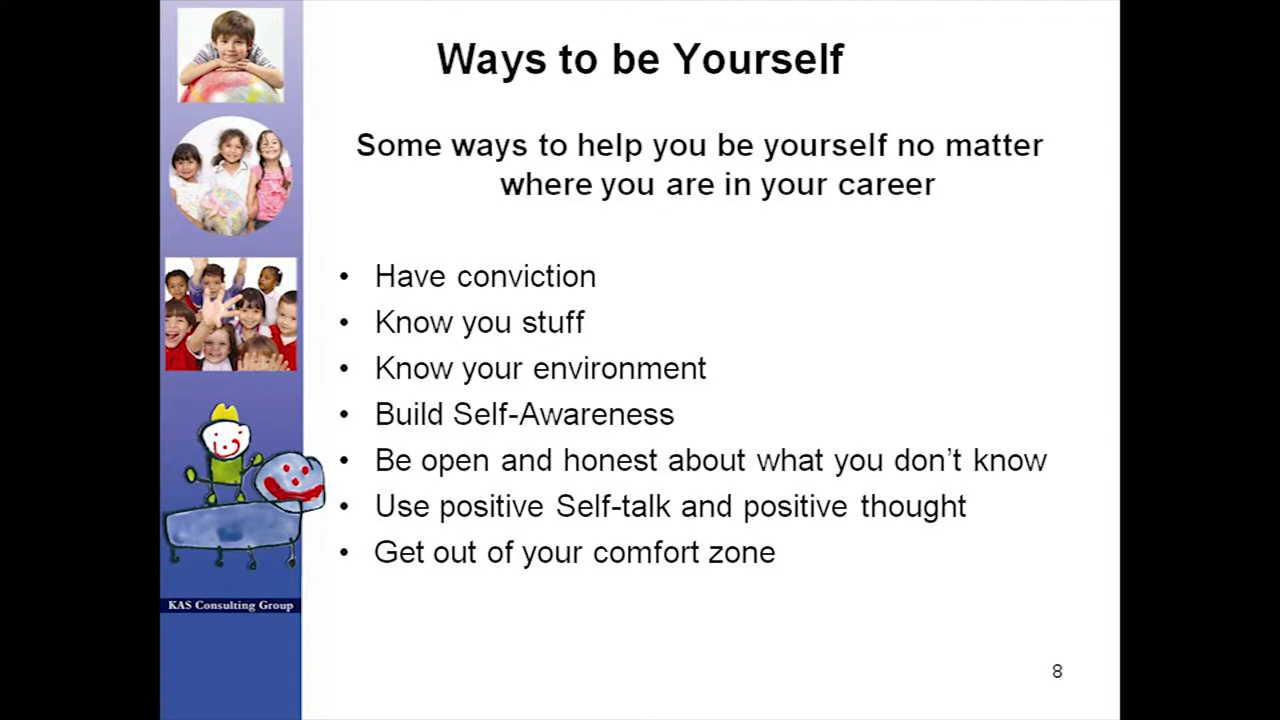 Ways to be Yourself
Some ways to help you be yourself no matter
where you are in your career
• Have conviction
• Know you stuff
• Know your environment
• Build Self-Awareness
• Be open and honest about what you don’t know
• Use positive Self-talk and positive thought
• Get out of your comfort zone
KAS Consulting Group
8